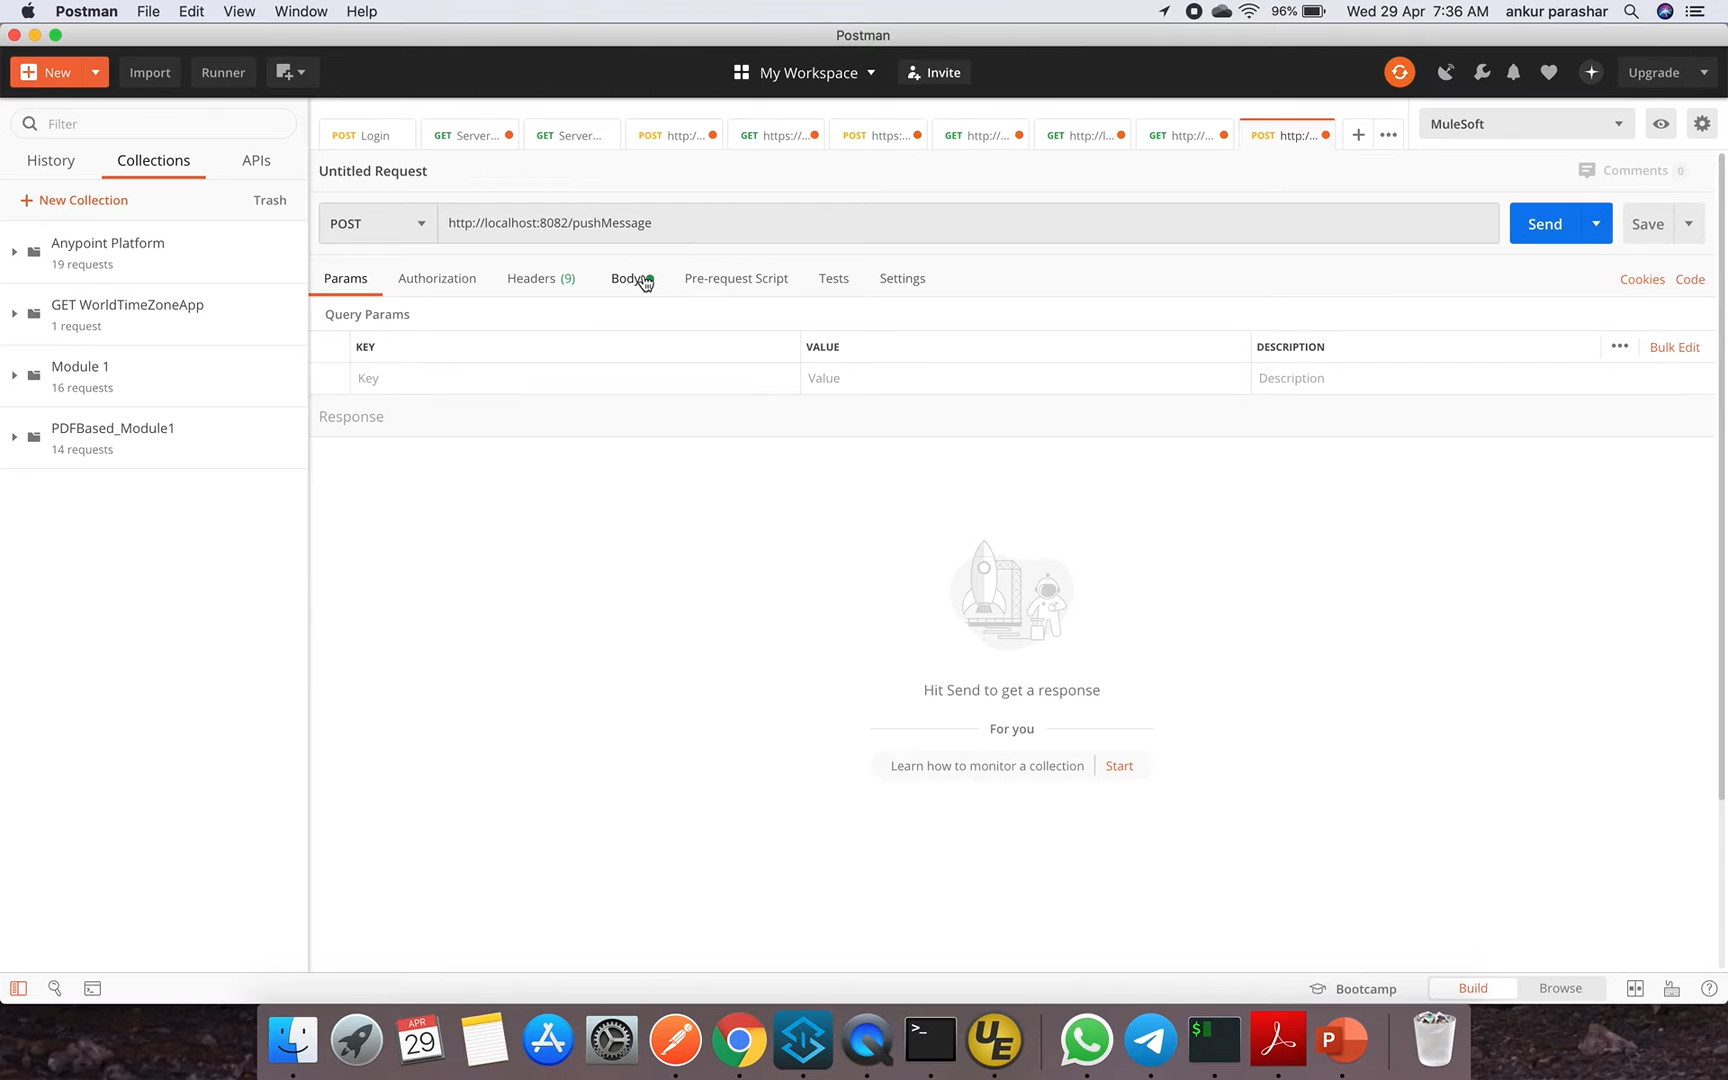 Postman File Edit View Window Help 96% Wed 29 Apr 7:36 AM ankur parashar
Postman
New Import Runner My Workspace Invite Upgrade
Filter
History Collections APIs
New Collection Trash
Anypoint Platform
19 requests
GET WorldTimeZoneApp
1 request
Module 1
16 requests
PDFBased_Module1
14 requests
POST Login GET Server... GET Server... POST http:/... GET https://... POST https:... GET http://... GET http://l... GET http://... POST http:/... MuleSoft
Untitled Request Comments 0
POST http://localhost:8082/pushMessage Send Save
Params Authorization Headers (9) Body Pre-request Script Tests Settings Cookies Code
Query Params
KEY VALUE DESCRIPTION Bulk Edit
Key Value Description
Response
Hit Send to get a response
For you
Learn how to monitor a collection Start
Bootcamp Build Browse
APR
29
>_
UE
$
P